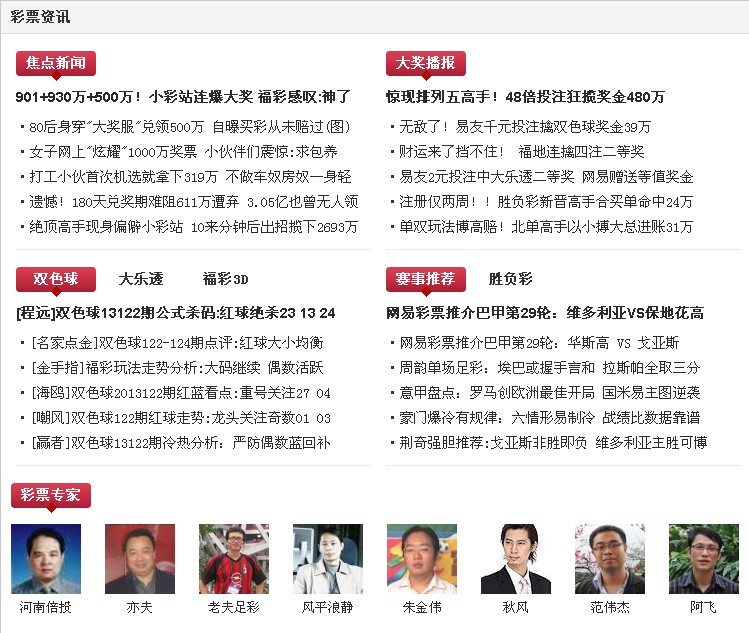 彩票资讯
焦点新闻
901+930万+500万！小彩站连爆大奖 福彩感叹:神了
·80后身穿"大奖服"兑领500万 自曝买彩从未赔过(图)
·女子网上"炫耀"1000万奖票 小伙伴们震惊:求包养
·打工小伙首次机选就拿下319万 不做车奴房奴一身轻
·遗憾！180天兑奖期难阻611万遭弃 3.05亿也曾无人领
·绝顶高手现身偏僻小彩站 10来分钟后出招揽下2693万
大奖播报
惊现排列五高手！48倍投注狂揽奖金480万
·无敌了！易友千元投注擒双色球奖金39万
·财运来了挡不住！ 福地连擒四注二等奖
·易友2元投注中大乐透二等奖 网易赠送等值奖金
·注册仅两周！！胜负彩新晋高手合买单命中24万
·单双玩法博高赔！北单高手以小搏大总进账31万
双色球 大乐透 福彩3D
[程远]双色球13122期公式杀码:红球绝杀23 13 24
·[名家点金]双色球122-124期点评:红球大小均衡
·[金手指]福彩玩法走势分析:大码继续 偶数活跃
·[海鸥]双色球2013122期红蓝看点:重号关注27 04
·[嘲风]双色球122期红球走势:龙头关注奇数01 03
·[赢者]双色球13122期冷热分析：严防偶数蓝回补
赛事推荐 胜负彩
网易彩票推介巴甲第29轮：维多利亚VS保地花高
·网易彩票推介巴甲第29轮：华斯高 VS 戈亚斯
·周韵单场足彩：埃巴或握手言和 拉斯帕全取三分
·意甲盘点：罗马创欧洲最佳开局 国米易主图逆袭
·豪门爆冷有规律：六情形易制冷 战绩比数据靠谱
·荆奇强胆推荐:戈亚斯非胜即负 维多利亚主胜可博
彩票专家
河南倍投 亦夫 老夫足彩 风平浪静 朱金伟 秋风 范伟杰 阿飞